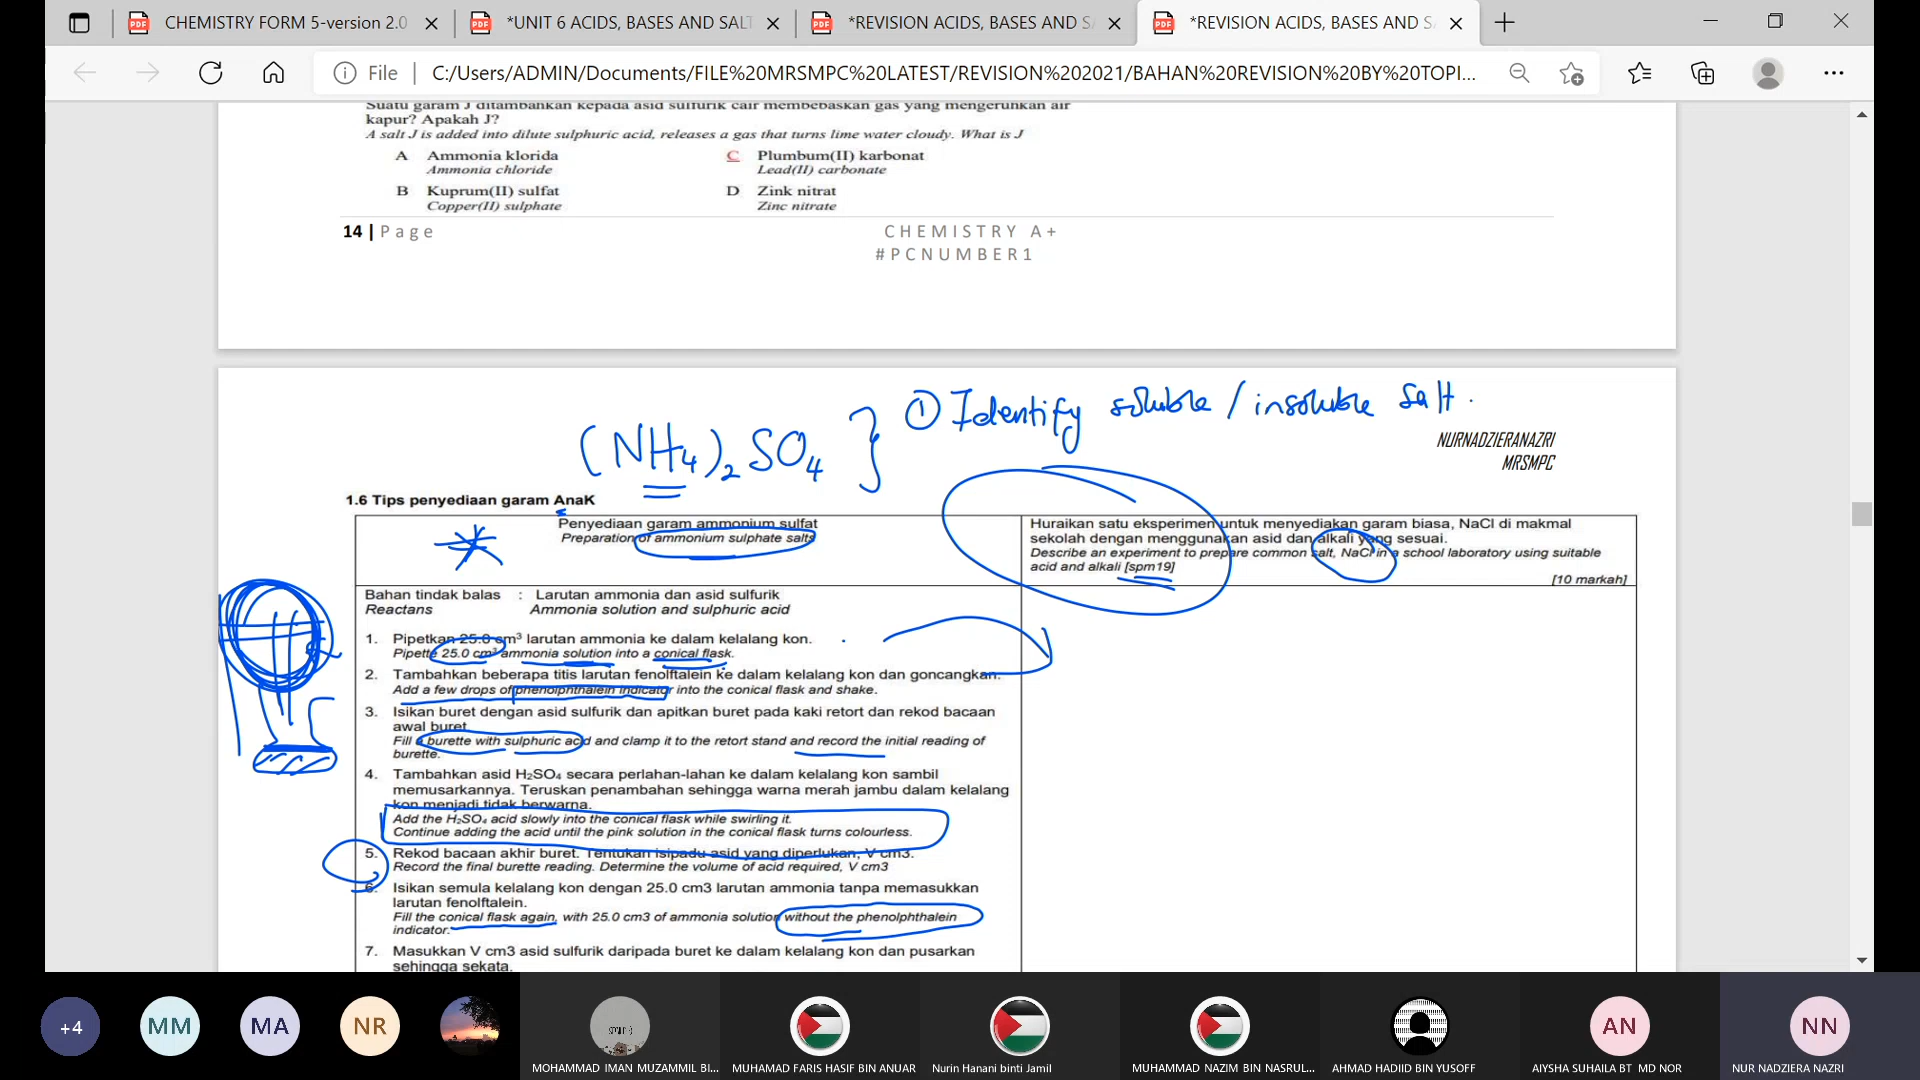 CHEMISTRY FORM 5-version 2.0
*UNIT 6 ACIDS, BASES AND SALT
*REVISION ACIDS, BASES AND SA
*REVISION ACIDS, BASES AND SA
File
C:/Users/ADMIN/Documents/FILE%20MRSMPC%20LATEST/REVISION%202021/BAHAN%20REVISION%20BY%20TOPI...
Suatu garam J ditambahkan kepada asid sulfurik cair membebaskan gas yang mengeruhkan air
kapur? Apakah J?
A salt J is added into dilute sulphuric acid, releases a gas that turns lime water cloudy. What is J
A Ammonia klorida
Ammonia chloride
C Plumbum(II) karbonat
Lead(II) carbonate
B Kuprum(II) sulfat
Copper(II) sulphate
D Zink nitrat
Zinc nitrate
14 | Page
CHEMISTRY A+
#PCNUMBER1
(NH4)2 SO4 }
① Identify soluble / insoluble salt.
NURNADZIERANAZRI
MRSMPC
1.6 Tips penyediaan garam AnaK
Penyediaan garam ammonium sulfat
Preparation of ammonium sulphate salts
Huraikan satu eksperimen untuk menyediakan garam biasa, NaCl di makmal
sekolah dengan menggunakan asid dan alkali yang sesuai.
Describe an experiment to prepare common salt, NaCl in a school laboratory using suitable
acid and alkali [spm19]
[10 markah]
Bahan tindak balas : Larutan ammonia dan asid sulfurik
Reactans Ammonia solution and sulphuric acid
1. Pipetkan 25.0 cm³ larutan ammonia ke dalam kelalang kon.
Pipette 25.0 cm³ ammonia solution into a conical flask.
2. Tambahkan beberapa titis larutan fenolftalein ke dalam kelalang kon dan goncangkan.
Add a few drops of phenolphthalein indicator into the conical flask and shake.
3. Isikan buret dengan asid sulfurik dan apitkan buret pada kaki retort dan rekod bacaan
awal buret
Fill a burette with sulphuric acid and clamp it to the retort stand and record the initial reading of
burette.
4. Tambahkan asid H₂SO₄ secara perlahan-lahan ke dalam kelalang kon sambil
memusarkannya. Teruskan penambahan sehingga warna merah jambu dalam kelalang
kon menjadi tidak berwarna.
Add the H₂SO₄ acid slowly into the conical flask while swirling it.
Continue adding the acid until the pink solution in the conical flask turns colourless.
5. Rekod bacaan akhir buret. Tentukan isipadu asid yang diperlukan, V cm3.
Record the final burette reading. Determine the volume of acid required, V cm3
6. Isikan semula kelalang kon dengan 25.0 cm3 larutan ammonia tanpa memasukkan
larutan fenolftalein.
Fill the conical flask again, with 25.0 cm3 of ammonia solution without the phenolphthalein
indicator.
7. Masukkan V cm3 asid sulfurik daripada buret ke dalam kelalang kon dan pusarkan
sehingga sekata.
+4
MM
MA
NR
MOHAMMAD IMAN MUZAMMIL BI...
MUHAMAD FARIS HASIF BIN ANUAR
Nurin Hanani binti Jamil
MUHAMMAD NAZIM BIN NASRUL...
AHMAD HADIID BIN YUSOFF
AN
AIYSHA SUHAILA BT MD NOR
NN
NUR NADZIERA NAZRI